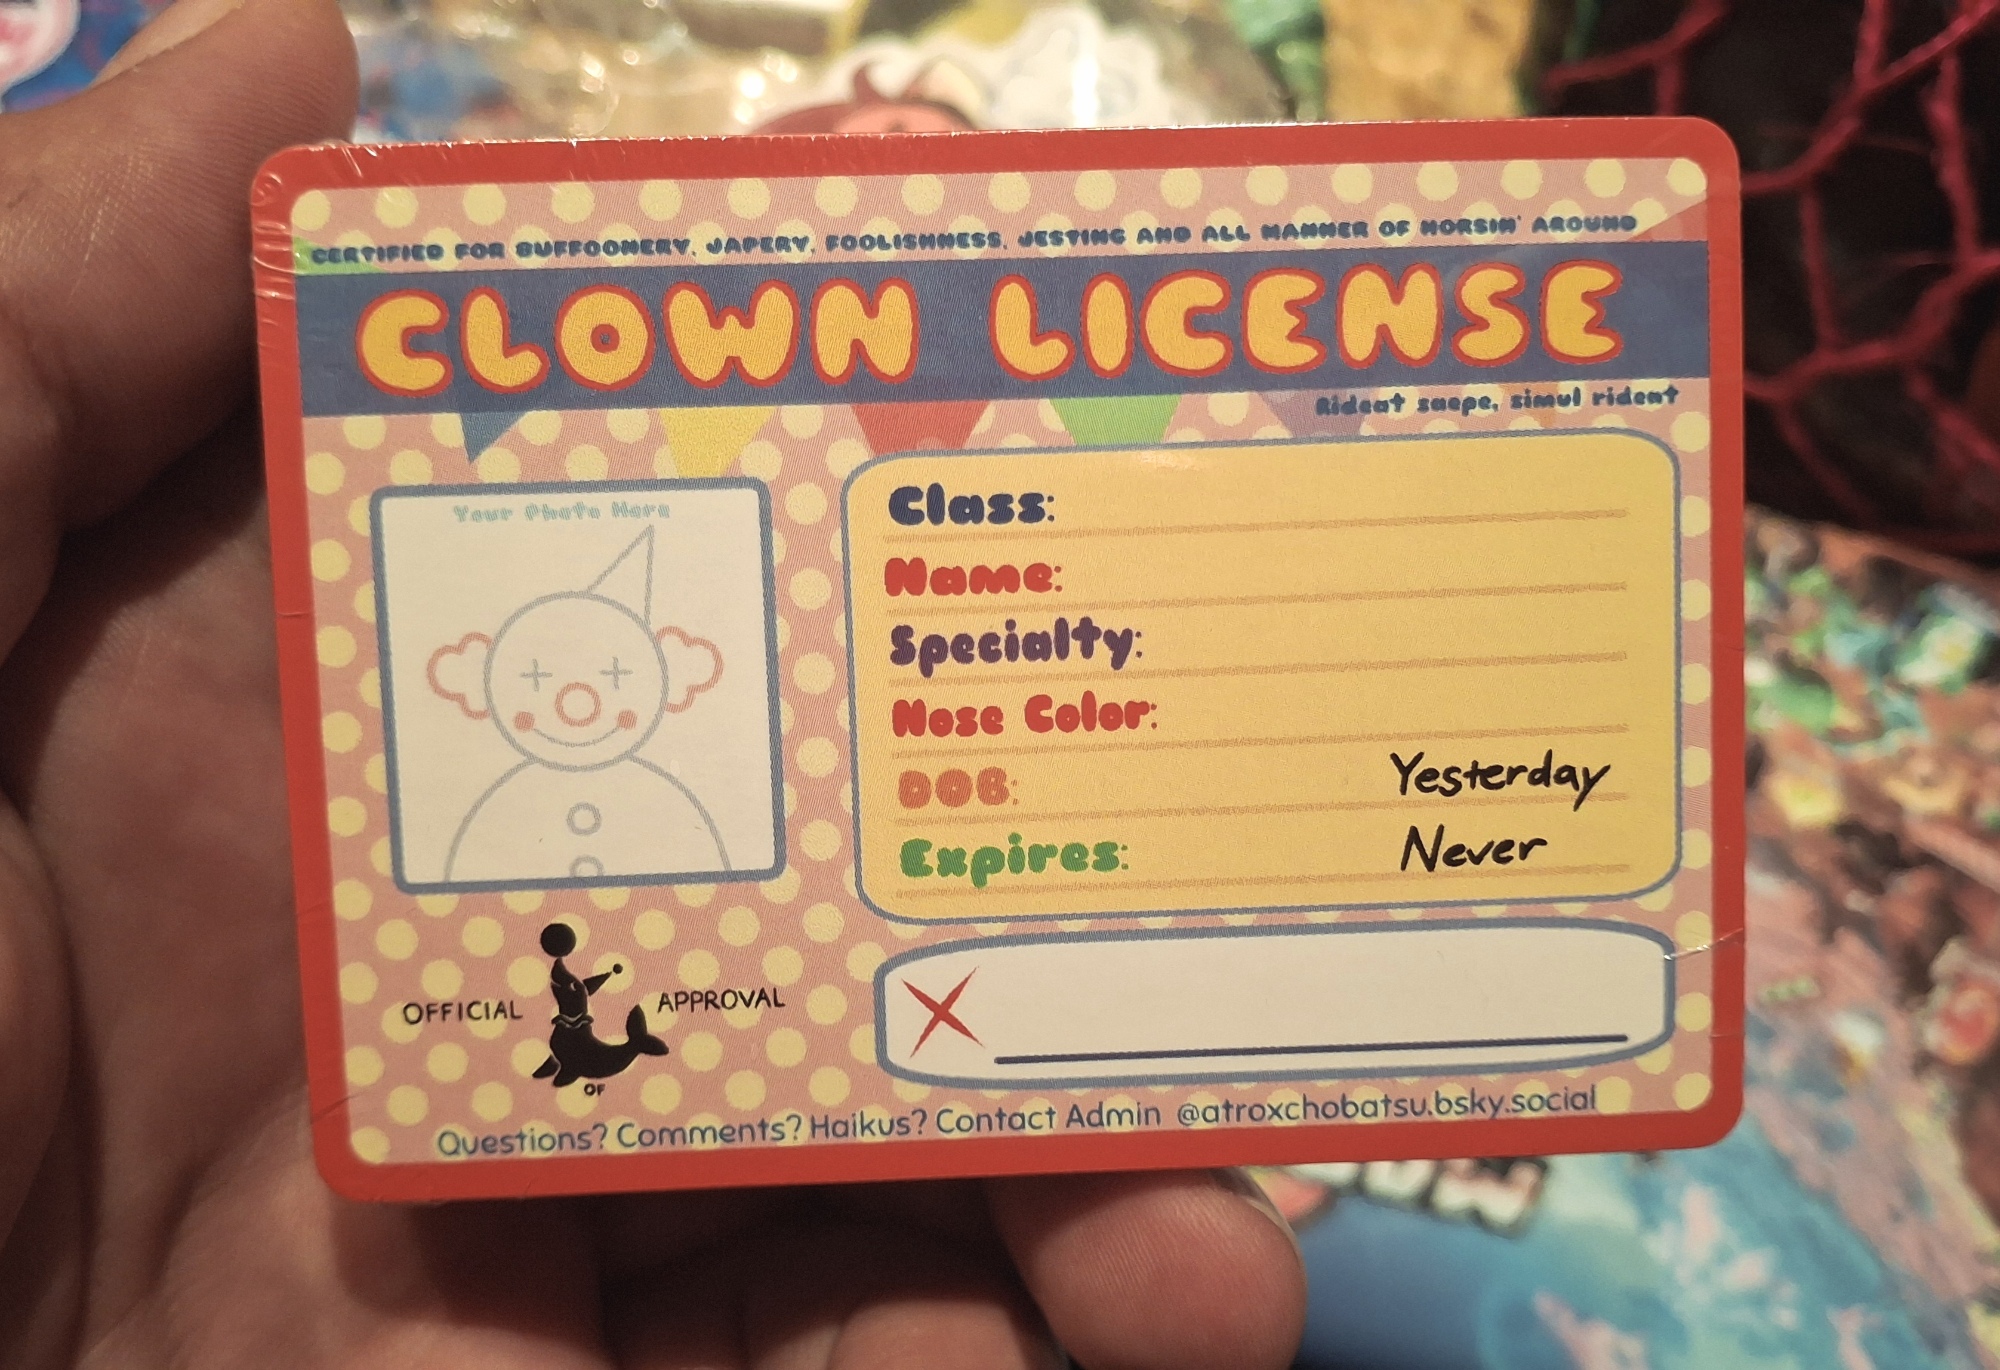 CERTIFIED FOR BUFFOONERY, JAPERY, FOOLISHNESS, JESTING AND ALL MANNER OF HORSIN' AROUND
CLOWN LICENSE
Rideat saepe, simul rident
Your Photo Here
Class:
Name:
Specialty:
Nose Color:
DOB: Yesterday
Expires: Never
OFFICIAL
OF
APPROVAL
X
Questions? Comments? Haikus? Contact Admin @atroxchobatsu.bsky.social